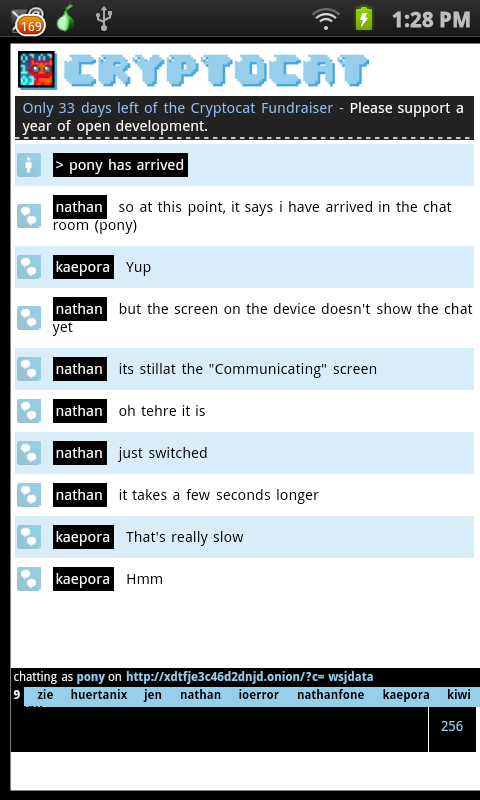 169
1:28 PM
CRYPTOCAT
Only 33 days left of the Cryptocat Fundraiser - Please support a
year of open development.
> pony has arrived
nathan so at this point, it says i have arrived in the chat
room (pony)
kaepora Yup
nathan but the screen on the device doesn't show the chat
yet
nathan its stillat the "Communicating" screen
nathan oh tehre it is
nathan just switched
nathan it takes a few seconds longer
kaepora That's really slow
kaepora Hmm
chatting as pony on http://xdtfje3c46d2dnjd.onion/?c= wsjdata
9 zie huertanix jen nathan ioerror nathanfone kaepora kiwi
256